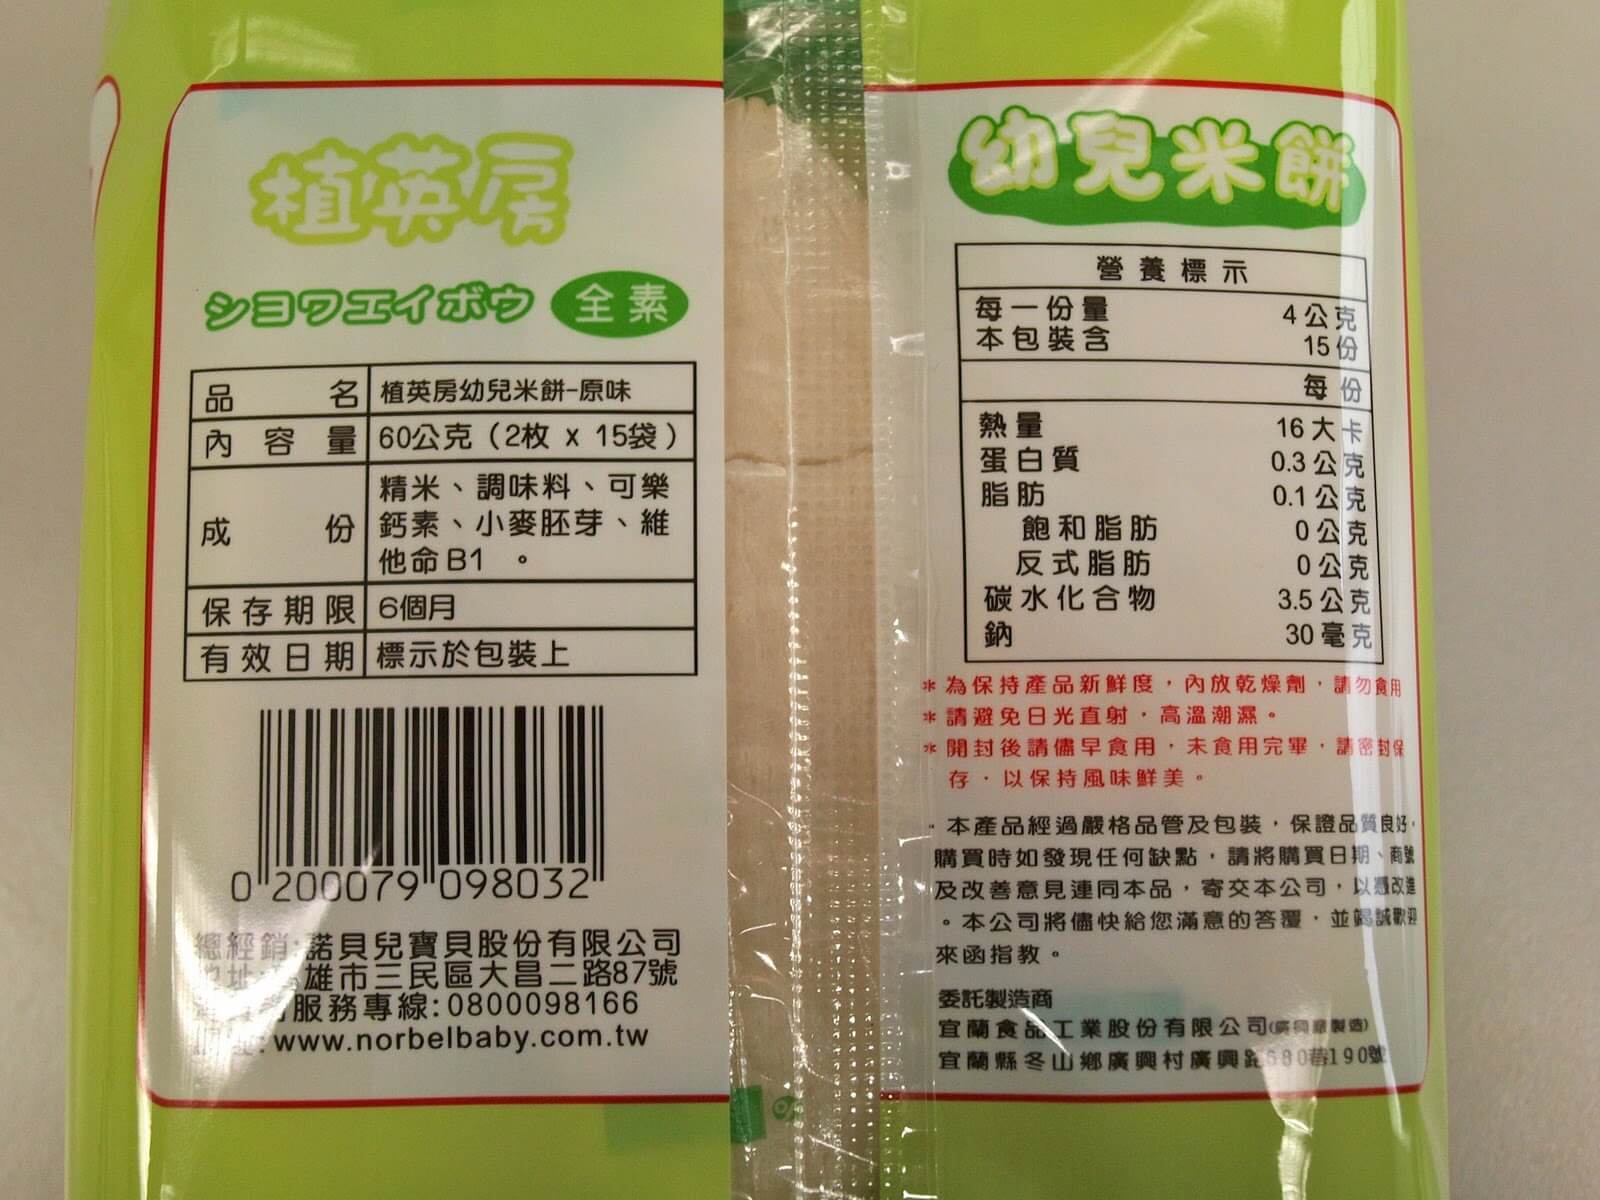 植英房
シヨワエイボウ 全素
品名 植英房幼兒米餅-原味
內容量 60公克（2枚 x 15袋）
成份 精米、調味料、可樂
鈣素、小麥胚芽、維
他命B1 。
保存期限 6個月
有效日期 標示於包裝上
0 200079 098032
總經銷:諾貝兒寶貝股份有限公司
地址: 雄市三民區大昌二路87號
服務專線:0800098166
www.norbelbaby.com.tw
幼兒米餅
營養標示
每一份量 4公克
本包裝含 15份
每份
熱量 16大卡
蛋白質 0.3公克
脂肪 0.1公克
飽和脂肪 0公克
反式脂肪 0公克
碳水化合物 3.5公克
鈉 30毫克
＊為保持產品新鮮度，內放乾燥劑，請勿食用
＊請避免日光直射，高溫潮濕。
＊開封後請儘早食用，未食用完畢，請密封保
存，以保持風味鮮美。
·本產品經過嚴格品管及包裝，保證品質良好，
購買時如發現任何缺點，請將購買日期、商號
及改善意見連同本品，寄交本公司，以憑改進
。本公司將儘快給您滿意的答覆，並竭誠歡迎
來函指教。
委託製造商
宜蘭食品工業股份有限公司
宜蘭縣冬山鄉廣興村廣興路 巷190號